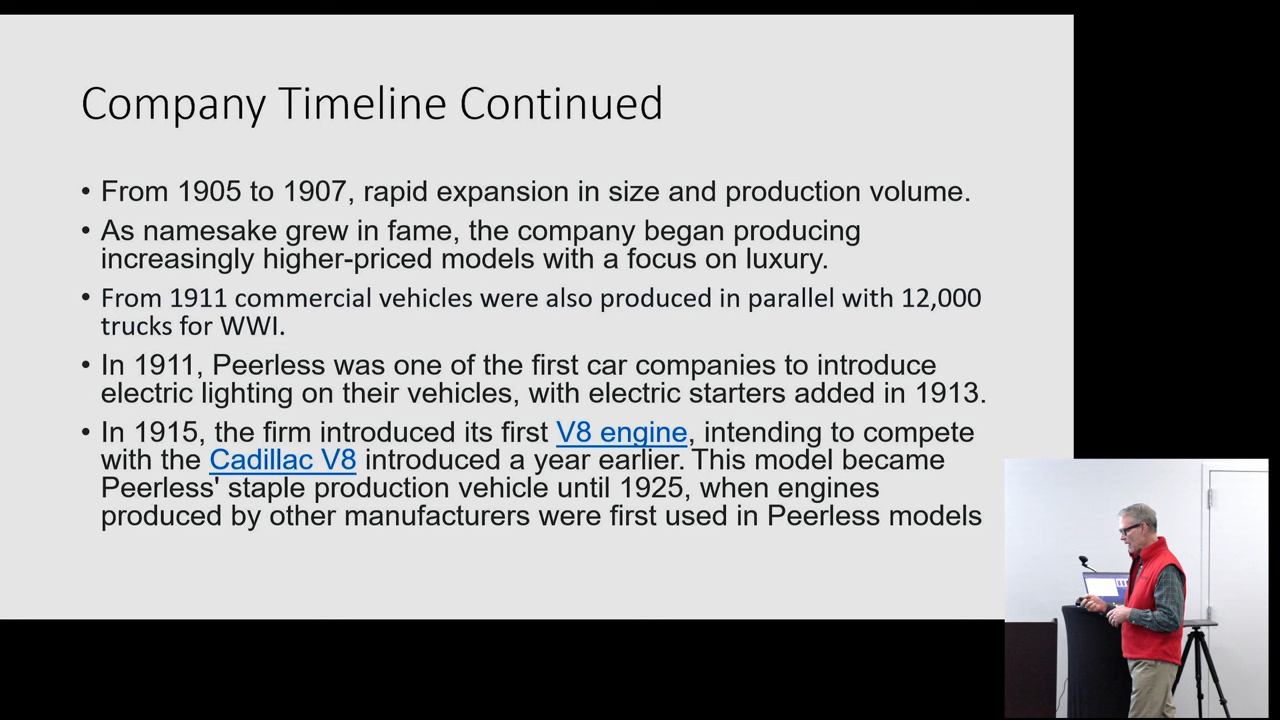 Company Timeline Continued
• From 1905 to 1907, rapid expansion in size and production volume.
• As namesake grew in fame, the company began producing
increasingly higher-priced models with a focus on luxury.
• From 1911 commercial vehicles were also produced in parallel with 12,000
trucks for WWI.
• In 1911, Peerless was one of the first car companies to introduce
electric lighting on their vehicles, with electric starters added in 1913.
• In 1915, the firm introduced its first V8 engine, intending to compete
with the Cadillac V8 introduced a year earlier. This model became
Peerless' staple production vehicle until 1925, when engines
produced by other manufacturers were first used in Peerless models